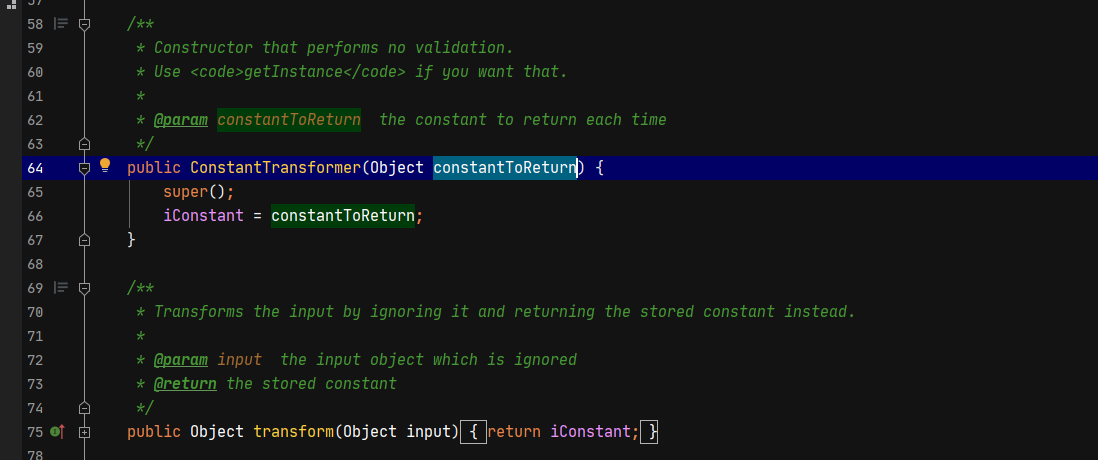 57
58 /**
59 * Constructor that performs no validation.
60 * Use <code>getInstance</code> if you want that.
61 *
62 * @param constantToReturn  the constant to return each time
63 */
64 public ConstantTransformer(Object constantToReturn) {
65 super();
66 iConstant = constantToReturn;
67 }
68
69 /**
70 * Transforms the input by ignoring it and returning the stored constant instead.
71 *
72 * @param input  the input object which is ignored
73 * @return the stored constant
74 */
75 public Object transform(Object input) { return iConstant; }
78